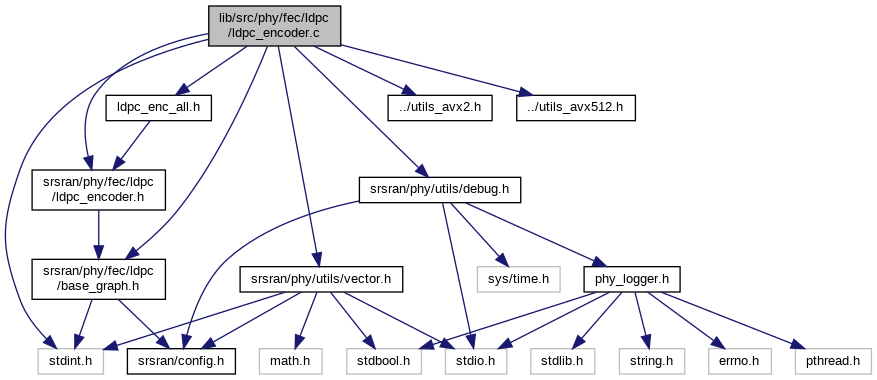 lib/src/phy/fec/ldpc
/ldpc_encoder.c
ldpc_enc_all.h
../utils_avx2.h
../utils_avx512.h
srsran/phy/fec/ldpc
/ldpc_encoder.h
srsran/phy/utils/debug.h
srsran/phy/fec/ldpc
/base_graph.h
srsran/phy/utils/vector.h
sys/time.h
phy_logger.h
stdint.h
srsran/config.h
math.h
stdbool.h
stdio.h
stdlib.h
string.h
errno.h
pthread.h